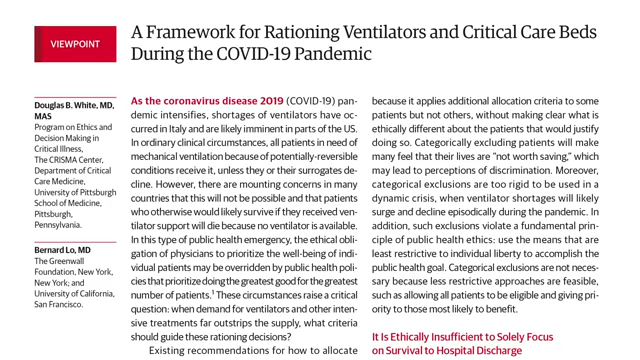 VIEWPOINT
A Framework for Rationing Ventilators and Critical Care Beds
During the COVID-19 Pandemic
Douglas B. White, MD,
MAS
Program on Ethics and
Decision Making in
Critical Illness,
The CRISMA Center,
Department of Critical
Care Medicine,
University of Pittsburgh
School of Medicine,
Pittsburgh,
Pennsylvania.
Bernard Lo, MD
The Greenwall
Foundation, New York,
New York; and
University of California,
San Francisco.
As the coronavirus disease 2019 (COVID-19) pan-
demic intensifies, shortages of ventilators have oc-
curred in Italy and are likely imminent in parts of the US.
In ordinary clinical circumstances, all patients in need of
mechanical ventilation because of potentially-reversible
conditions receive it, unless they or their surrogates de-
cline. However, there are mounting concerns in many
countries that this will not be possible and that patients
who otherwise would likely survive if they received ven-
tilator support will die because no ventilator is available.
In this type of public health emergency, the ethical obli-
gation of physicians to prioritize the well-being of indi-
vidual patients may be overridden by public health poli-
cies that prioritize doing the greatest good for the greatest
number of patients.1 These circumstances raise a critical
question: when demand for ventilators and other inten-
sive treatments far outstrips the supply, what criteria
should guide these rationing decisions?
Existing recommendations for how to allocate
because it applies additional allocation criteria to some
patients but not others, without making clear what is
ethically different about the patients that would justify
doing so. Categorically excluding patients will make
many feel that their lives are "not worth saving," which
may lead to perceptions of discrimination. Moreover,
categorical exclusions are too rigid to be used in a
dynamic crisis, when ventilator shortages will likely
surge and decline episodically during the pandemic. In
addition, such exclusions violate a fundamental prin-
ciple of public health ethics: use the means that are
least restrictive to individual liberty to accomplish the
public health goal. Categorical exclusions are not neces-
sary because less restrictive approaches are feasible,
such as allowing all patients to be eligible and giving pri-
ority to those most likely to benefit.
It Is Ethically Insufficient to Solely Focus
on Survival to Hospital Discharge